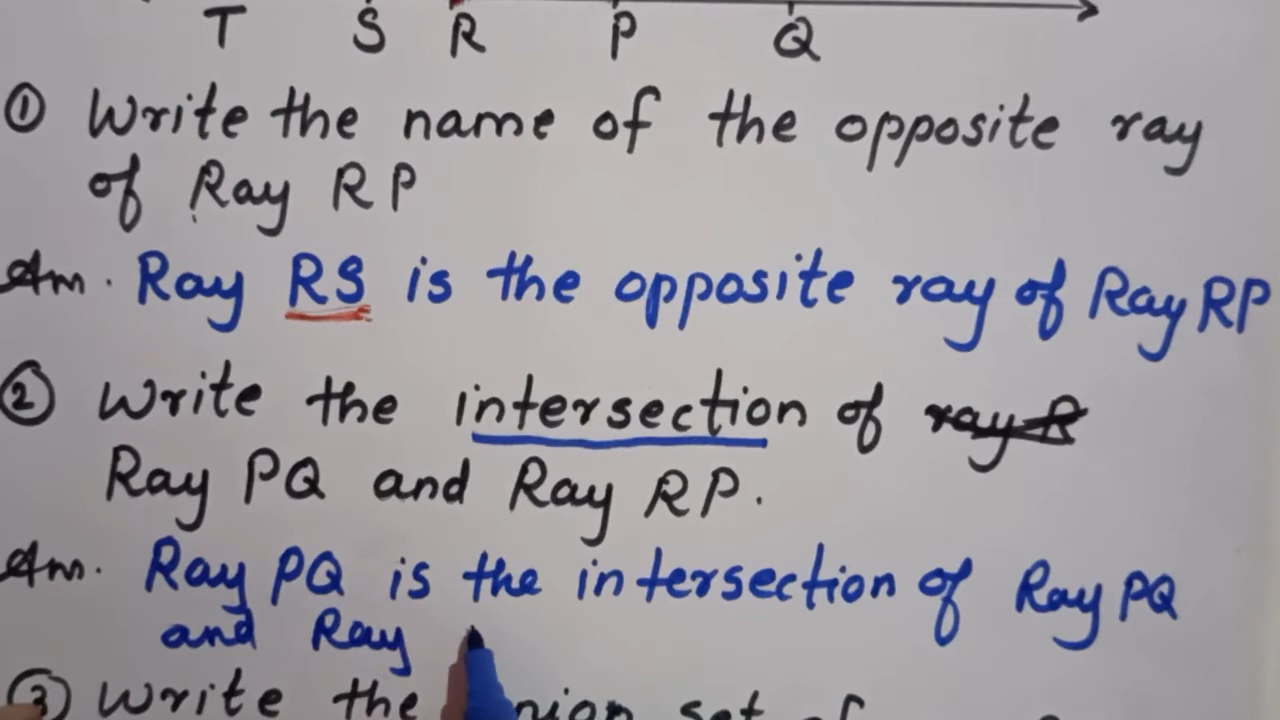 T S R P Q
① Write the name of the opposite ray
of Ray RP
Ans. Ray RS is the opposite ray of Ray RP
② Write the intersection of ray R
Ray PQ and Ray RP.
Ans. Ray PQ is the intersection of Ray PQ
and Ray
③ Write the set of